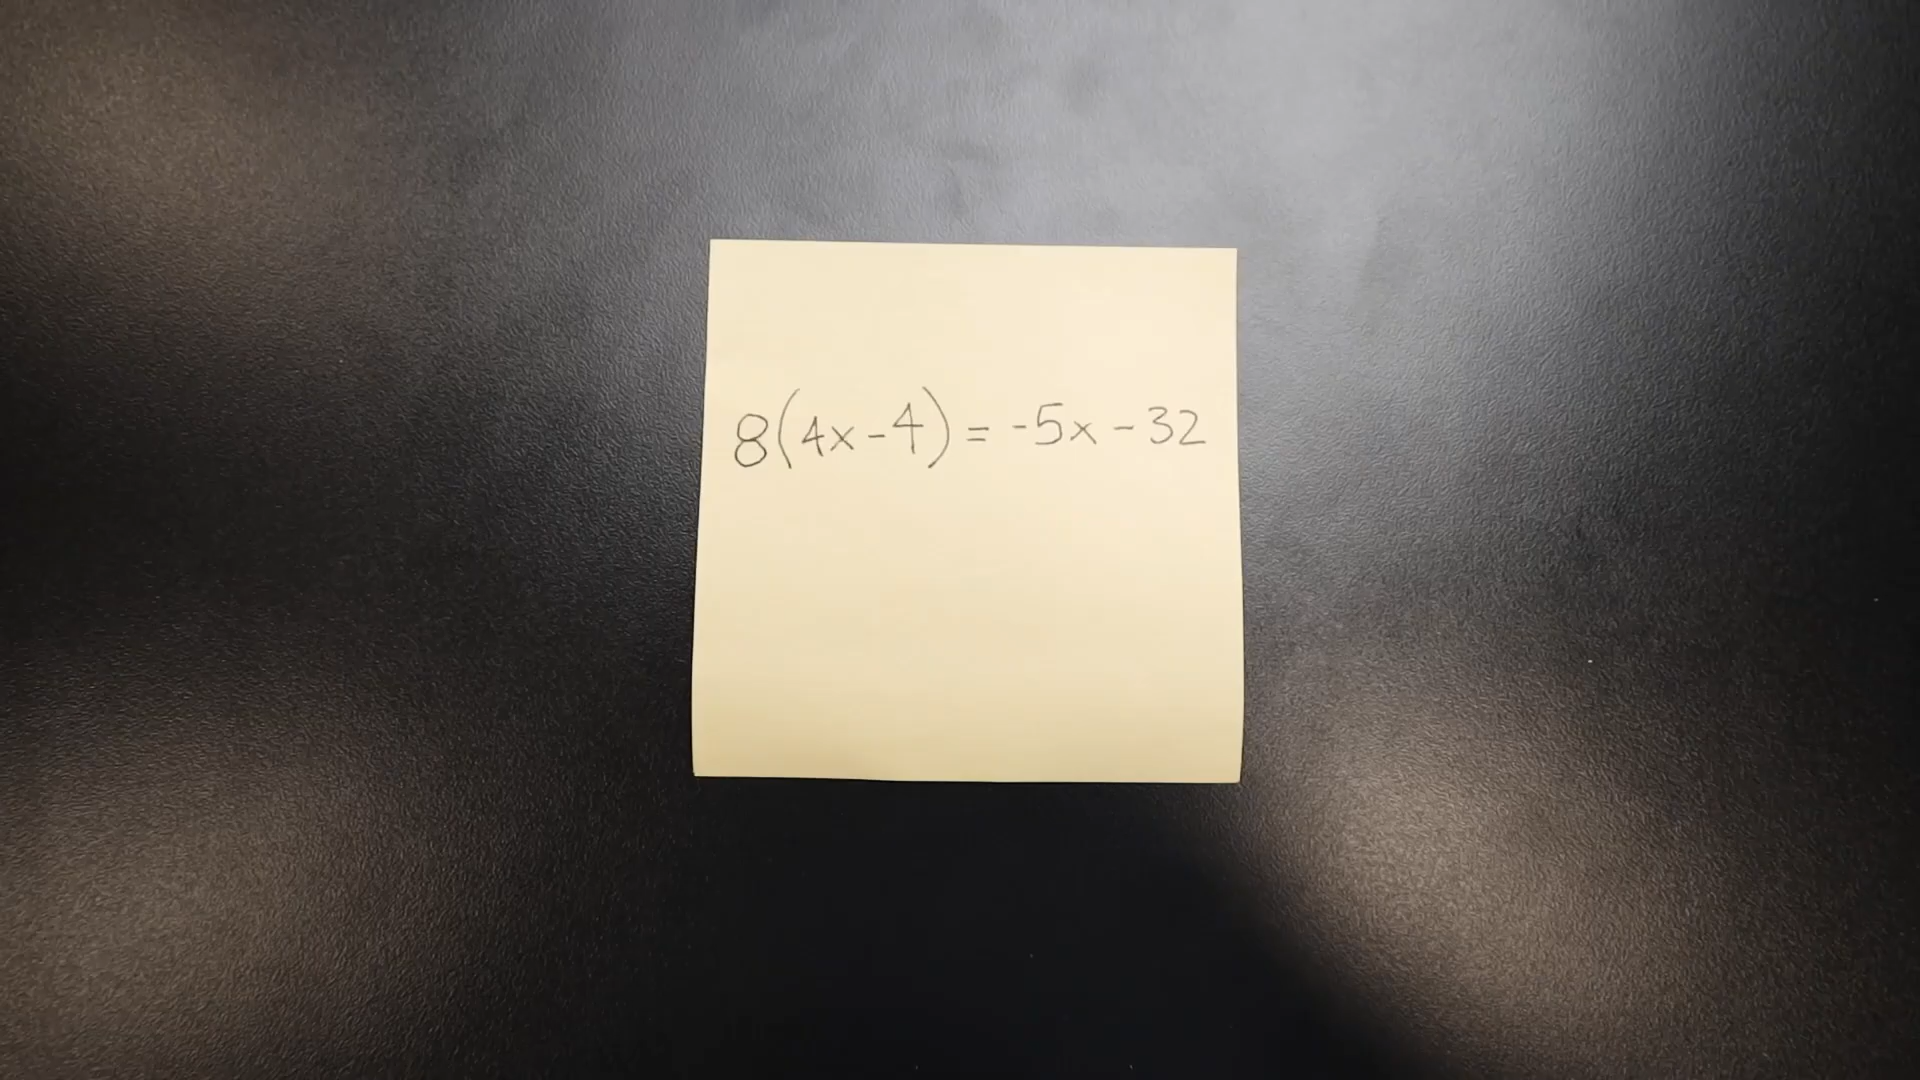 8(4x-4) = -5x - 32